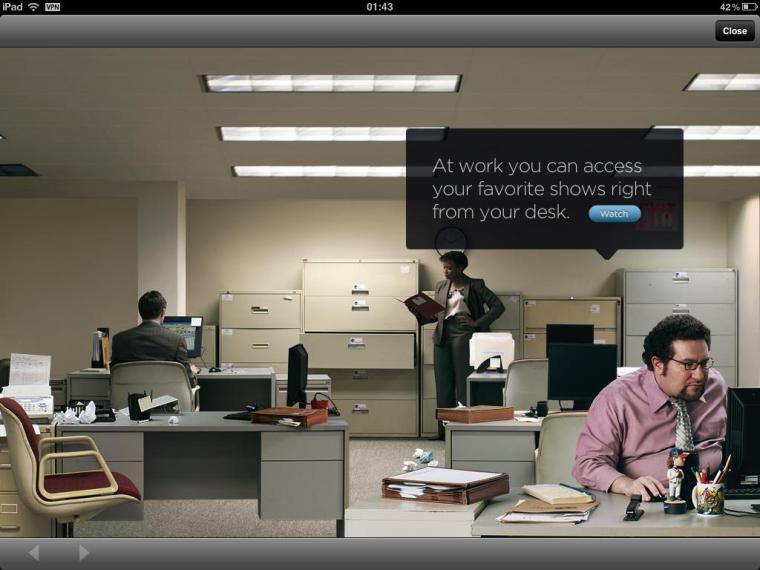 iPad VPN 01:43 42%
Close
At work you can access
your favorite shows right
from your desk. Watch
EXIT